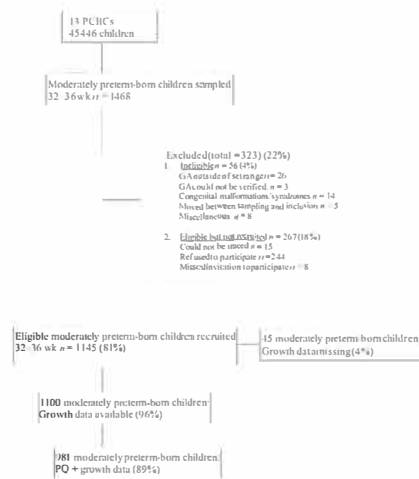 13 PCHCs
45446 children
Moderately preterm-born children sampled
32-36 wk n = 1468
Excluded (total = 323) (22%)
1. Ineligible n = 56 (4%)
GA outside of set range n = 26
GA could not be verified. n = 3
Congenital malformations/syndromes n = 14
Moved between sampling and inclusion n = 5
Miscellaneous n = 8
2. Eligible but not recruited n = 267 (18%)
Could not be traced n = 15
Refused to participate n = 244
Missed invitation to participate n = 8
Eligible moderately preterm-born children recruited
32-36 wk n = 1145 (81%)
45 moderately preterm-born children
Growth data missing (4%)
1100 moderately preterm-born children:
Growth data available (96%)
981 moderately preterm-born children:
PQ + growth data (89%)